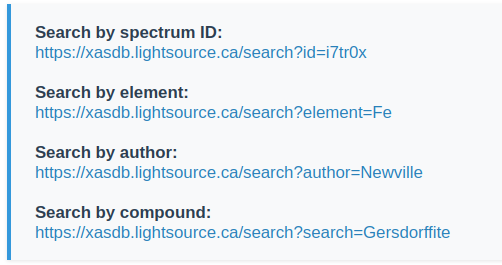 Search by spectrum ID:
https://xasdb.lightsource.ca/search?id=i7tr0x
Search by element:
https://xasdb.lightsource.ca/search?element=Fe
Search by author:
https://xasdb.lightsource.ca/search?author=Newville
Search by compound:
https://xasdb.lightsource.ca/search?search=Gersdorffite